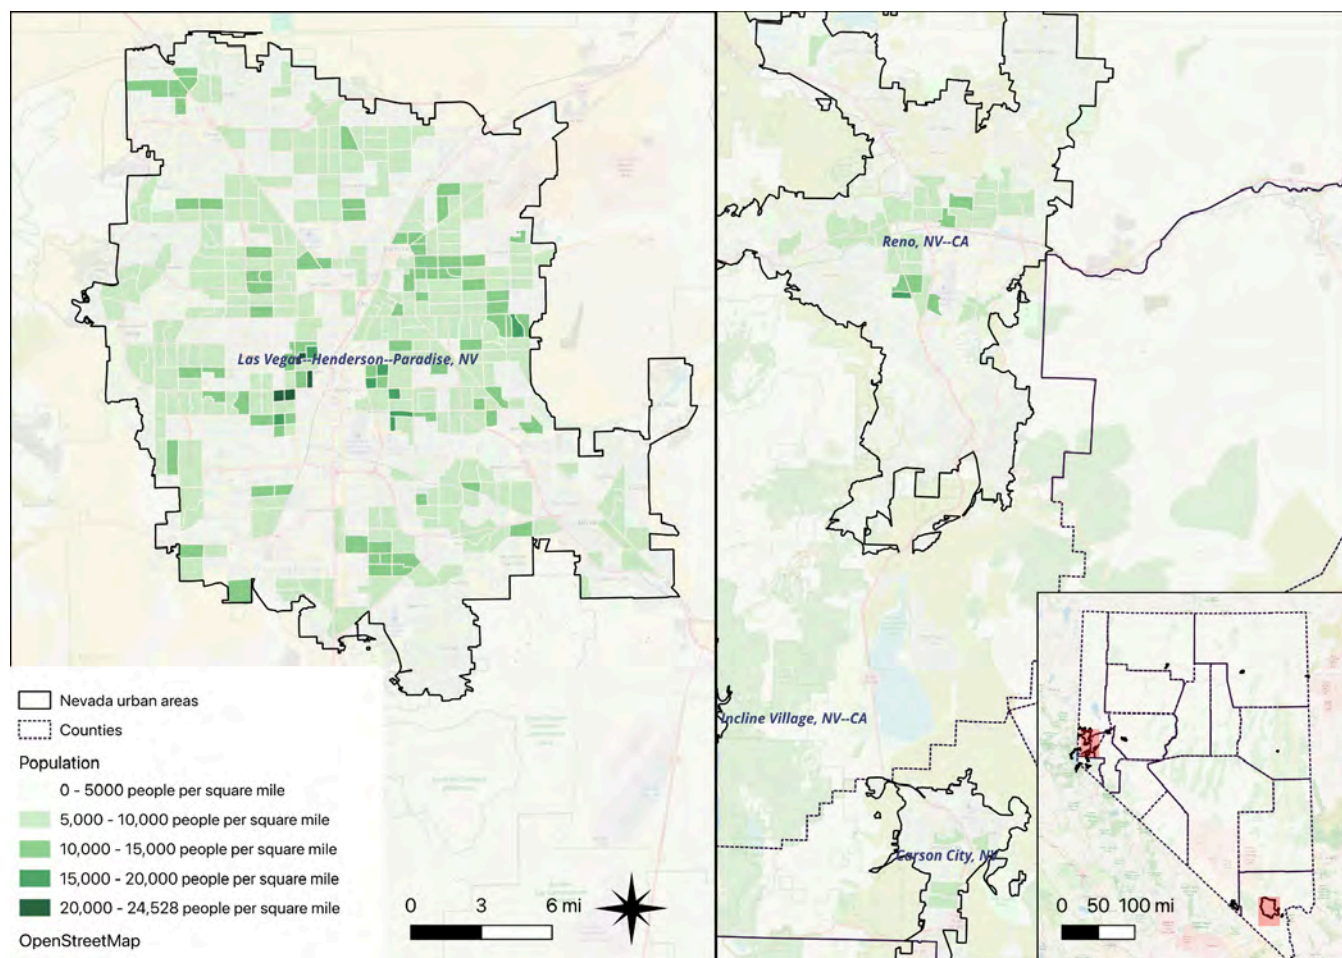 Las Vegas--Henderson--Paradise, NV
Reno, NV--CA
Incline Village, NV--CA
Carson City, NV
Nevada urban areas
Counties
Population
0 - 5000 people per square mile
5,000 - 10,000 people per square mile
10,000 - 15,000 people per square mile
15,000 - 20,000 people per square mile
20,000 - 24,528 people per square mile
OpenStreetMap
0 3 6 mi
0 50 100 mi